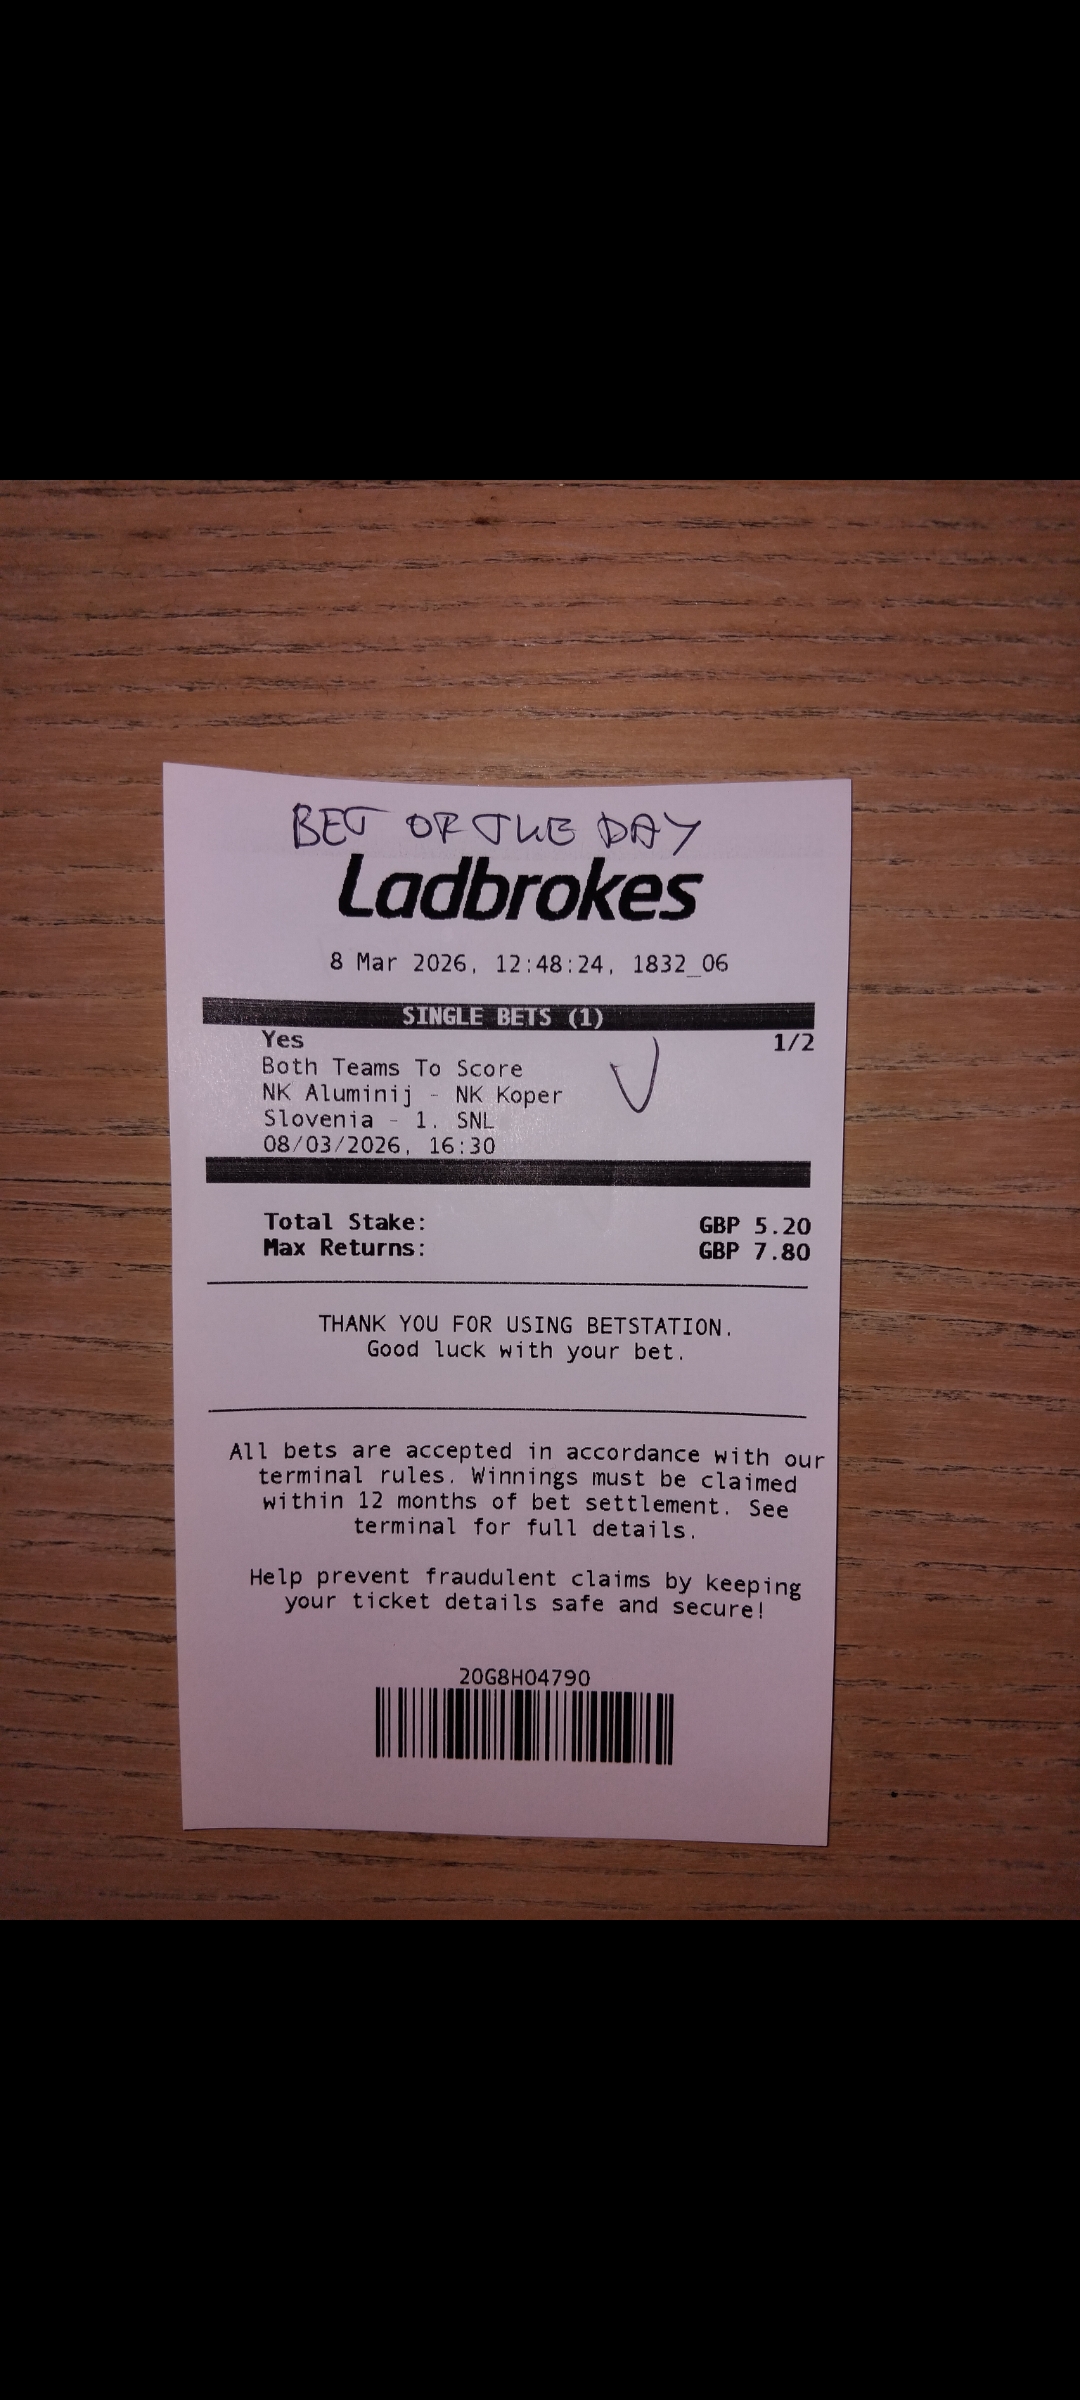 BET OF THE DAY
Ladbrokes
8 Mar 2026, 12:48:24, 1832_06
SINGLE BETS (1)
Yes 1/2
Both Teams To Score
NK Aluminij - NK Koper
Slovenia - 1. SNL
08/03/2026, 16:30
Total Stake: GBP 5.20
Max Returns: GBP 7.80
THANK YOU FOR USING BETSTATION.
Good luck with your bet.
All bets are accepted in accordance with our
terminal rules. Winnings must be claimed
within 12 months of bet settlement. See
terminal for full details.
Help prevent fraudulent claims by keeping
your ticket details safe and secure!
20G8H04790